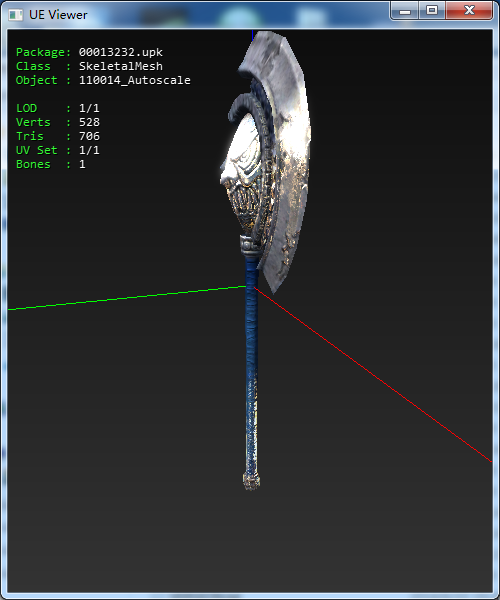 UE Viewer
Package: 00013232.upk
Class  : SkeletalMesh
Object : 110014_Autoscale
LOD    : 1/1
Verts  : 528
Tris   : 706
UV Set : 1/1
Bones  : 1